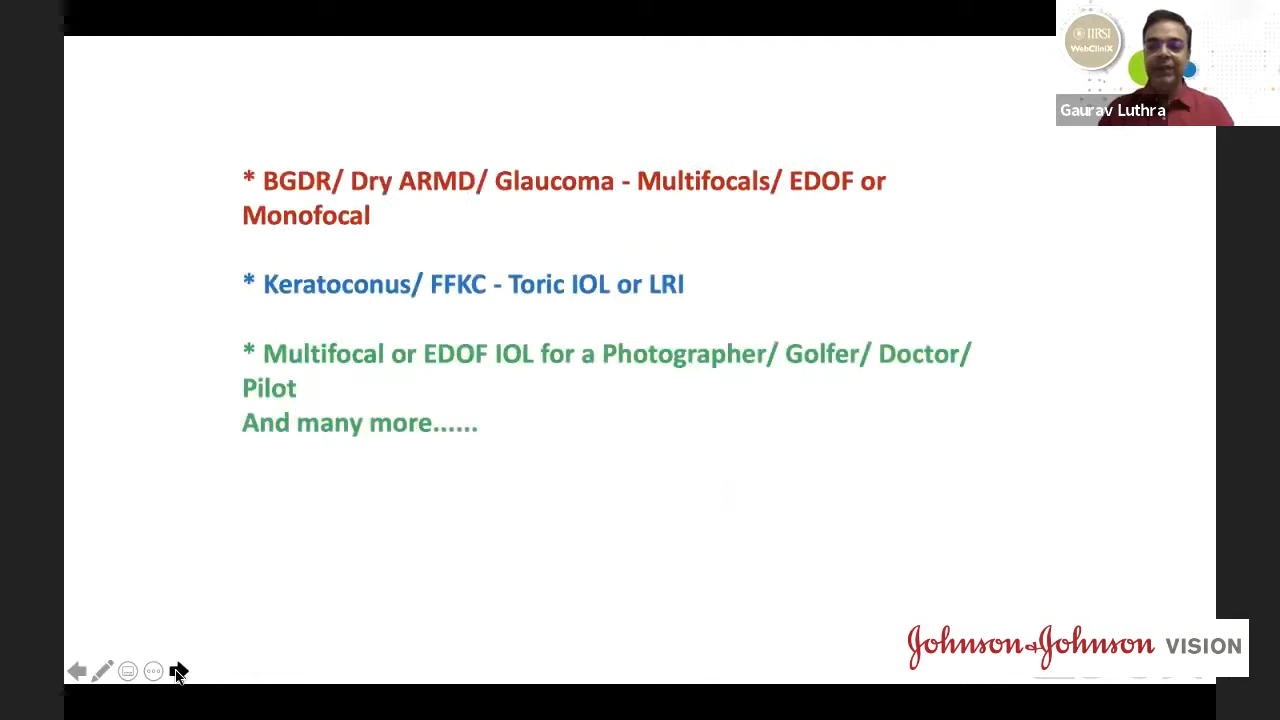 IIRSI
WebCliniX
Gaurav Luthra
* BGDR/ Dry ARMD/ Glaucoma - Multifocals/ EDOF or
Monofocal
* Keratoconus/ FFKC - Toric IOL or LRI
* Multifocal or EDOF IOL for a Photographer/ Golfer/ Doctor/
Pilot
And many more......
Johnson & Johnson VISION